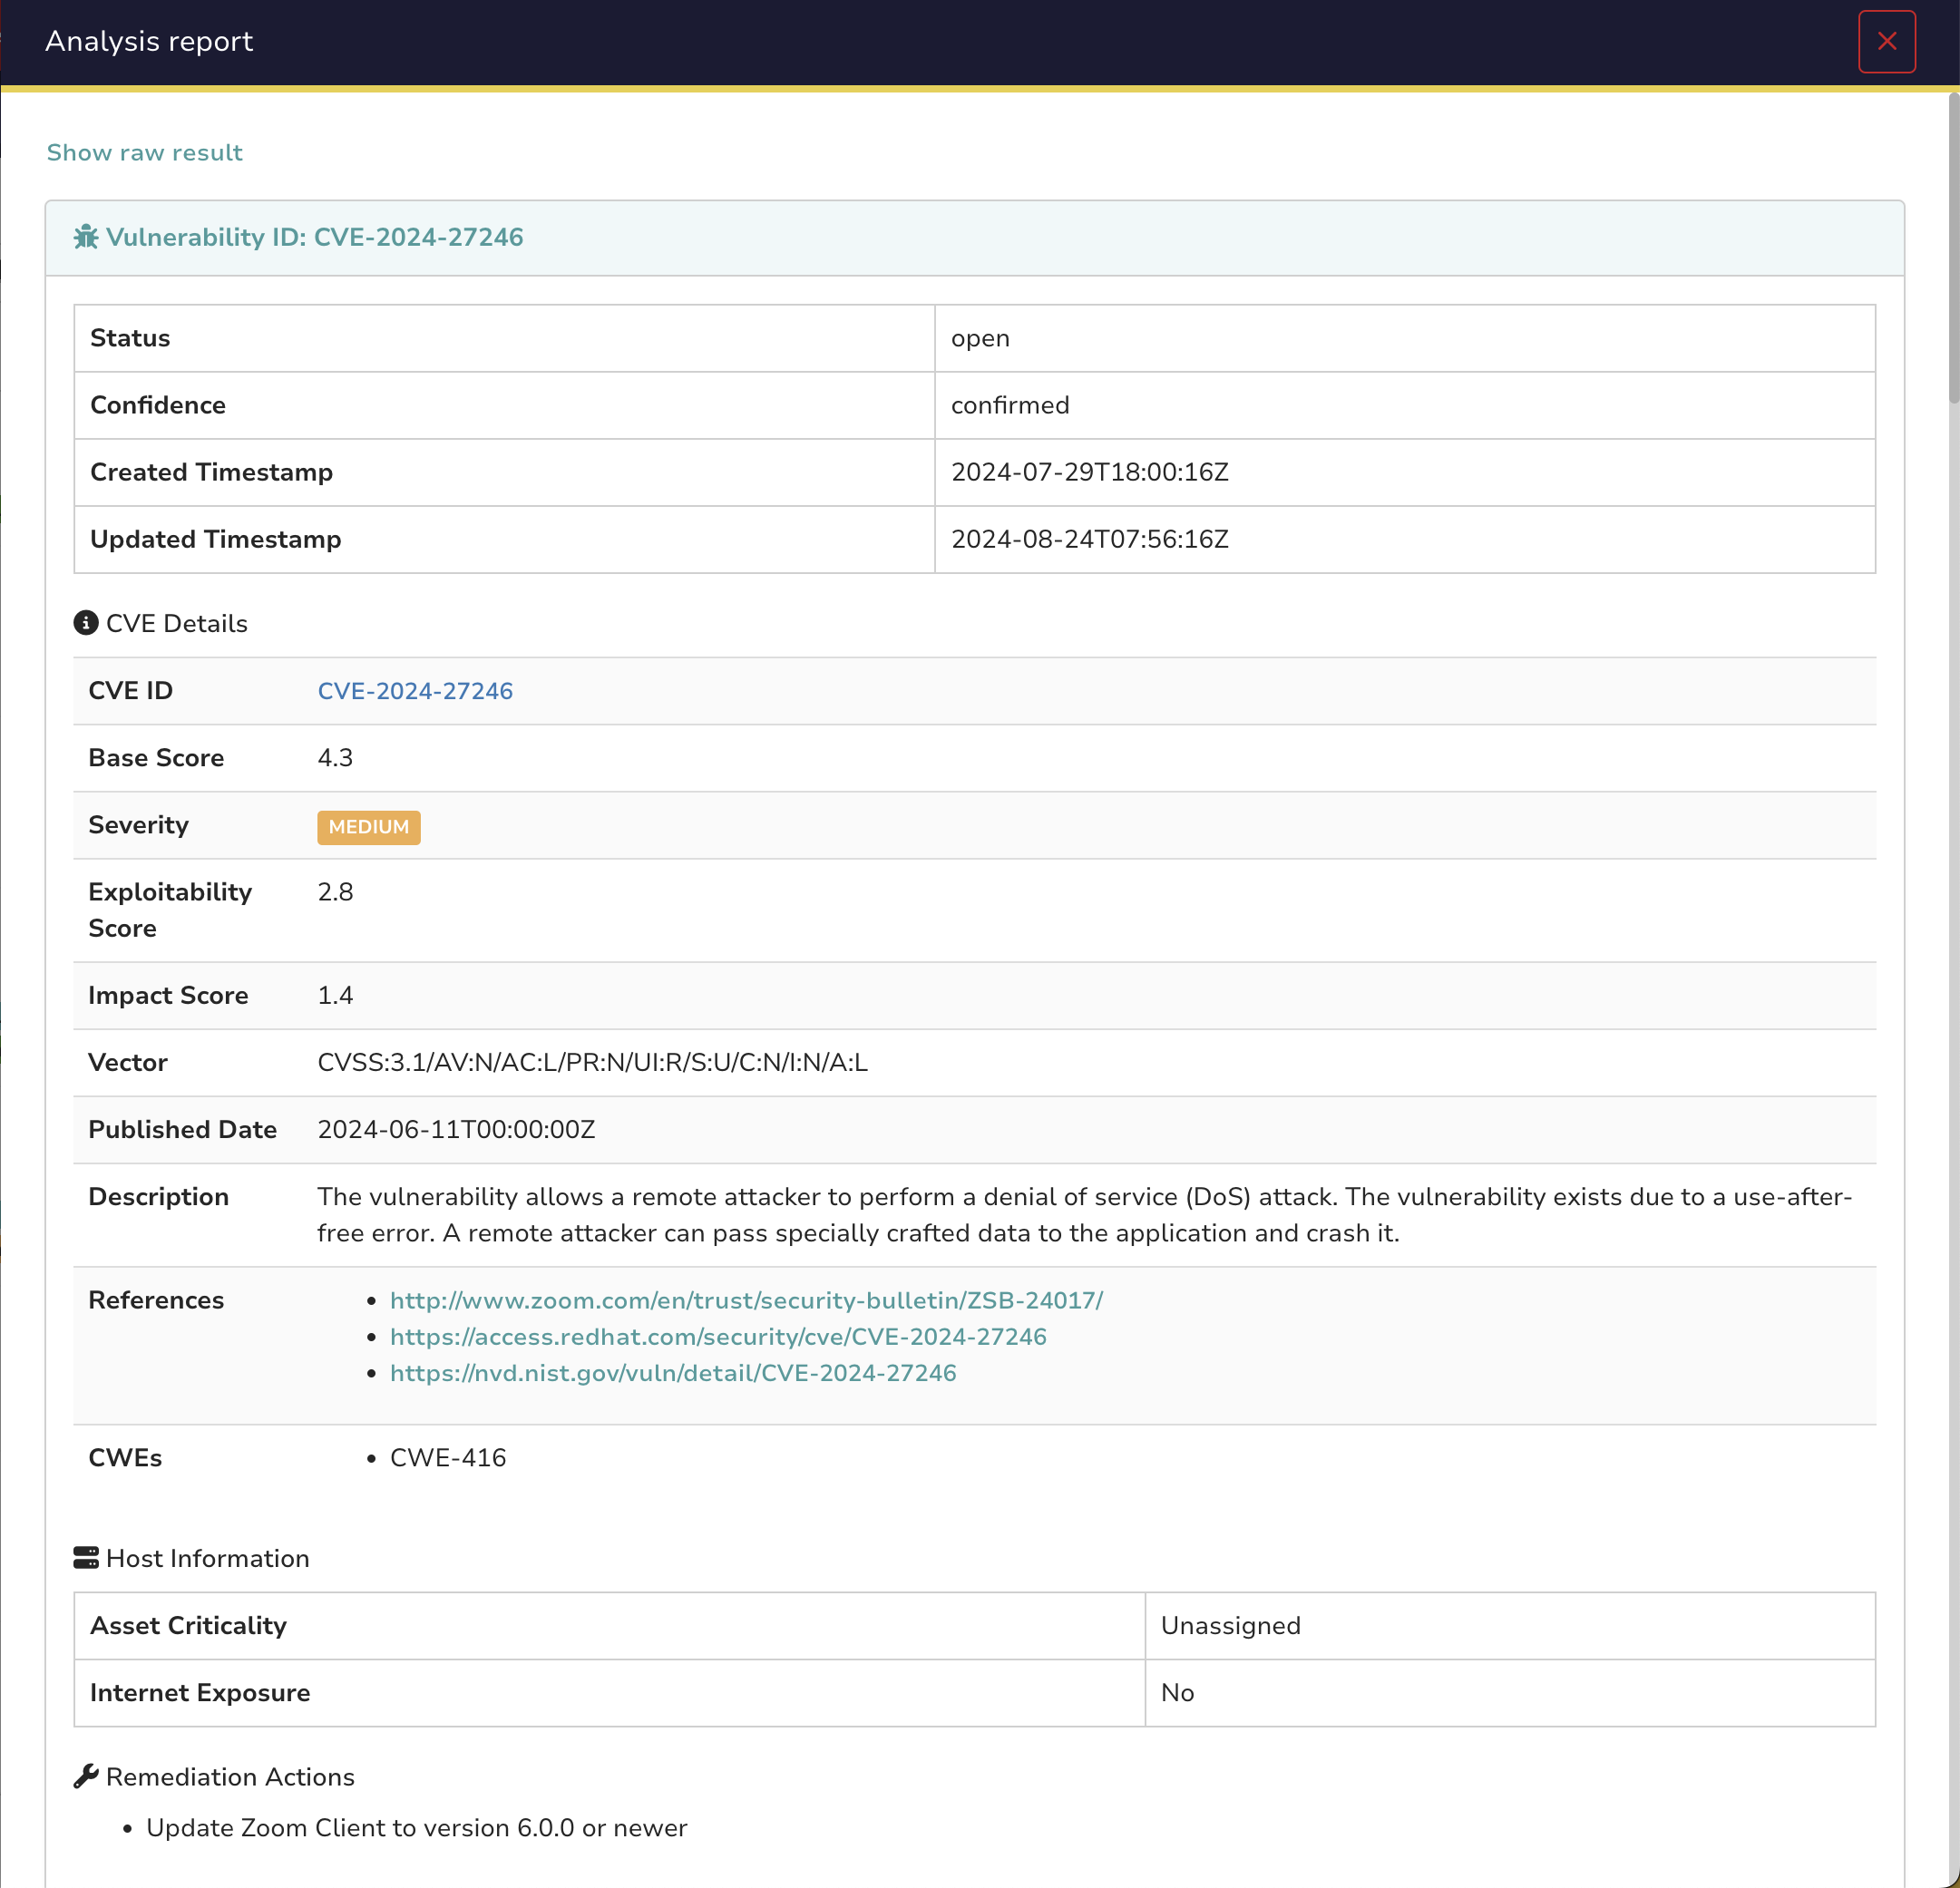 Analysis report
Show raw result
Vulnerability ID: CVE-2024-27246
Status open
Confidence confirmed
Created Timestamp 2024-07-29T18:00:16Z
Updated Timestamp 2024-08-24T07:56:16Z
CVE Details
CVE ID CVE-2024-27246
Base Score 4.3
Severity MEDIUM
Exploitability Score 2.8
Impact Score 1.4
Vector CVSS:3.1/AV:N/AC:L/PR:N/UI:R/S:U/C:N/I:N/A:L
Published Date 2024-06-11T00:00:00Z
Description The vulnerability allows a remote attacker to perform a denial of service (DoS) attack. The vulnerability exists due to a use-after-
free error. A remote attacker can pass specially crafted data to the application and crash it.
References • http://www.zoom.com/en/trust/security-bulletin/ZSB-24017/
• https://access.redhat.com/security/cve/CVE-2024-27246
• https://nvd.nist.gov/vuln/detail/CVE-2024-27246
CWEs • CWE-416
Host Information
Asset Criticality Unassigned
Internet Exposure No
Remediation Actions
• Update Zoom Client to version 6.0.0 or newer